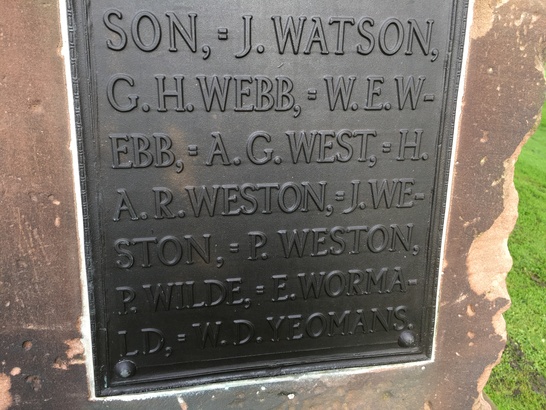 SON,=J. WATSON,
G. H. WEBB,=W. E. W-
EBB,=A. G. WEST,=H.
A. R. WESTON,=J. WE-
STON,=P. WESTON,
P. WILDE,=E. WORMA-
LD,=W. D. YEOMANS.